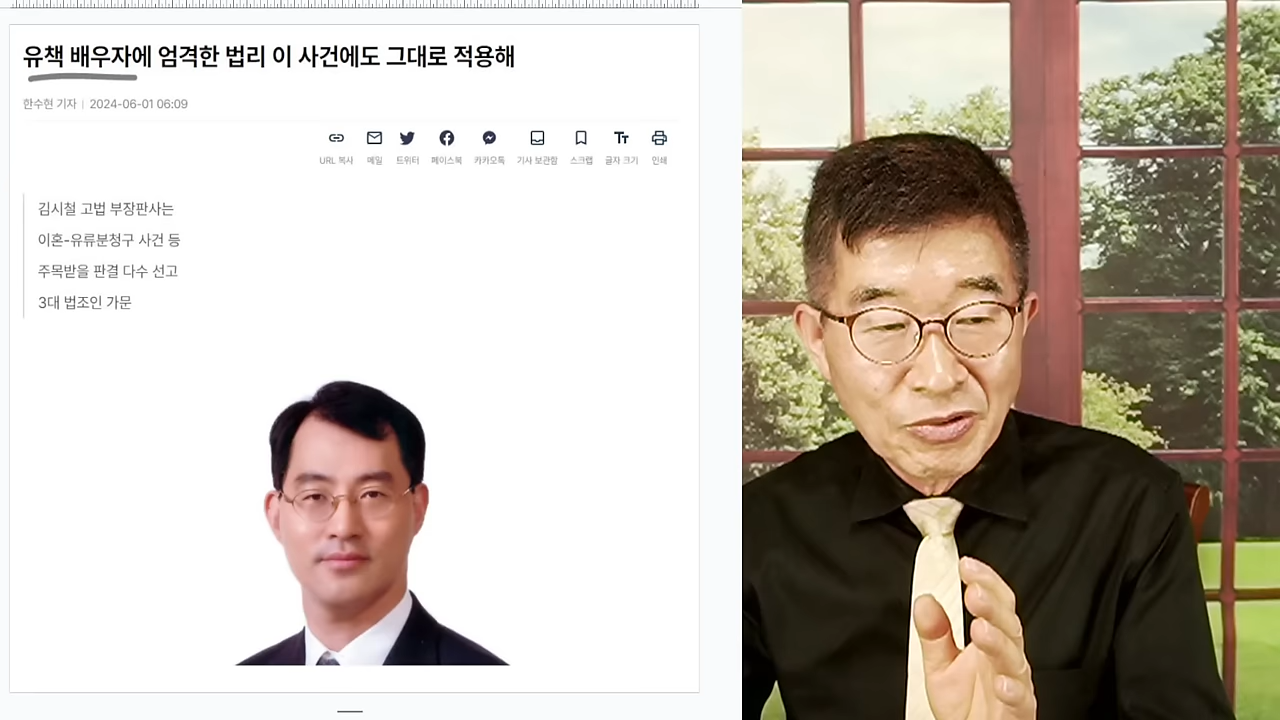 유책 배우자에 엄격한 법리 이 사건에도 그대로 적용해
한수현 기자 | 2024-06-01 06:09
URL 복사 메일 트위터 페이스북 카카오톡 기사 보관함 스크랩 글자 크기 인쇄
김시철 고법 부장판사는
이혼-유류분청구 사건 등
주목받을 판결 다수 선고
3대 법조인 가문